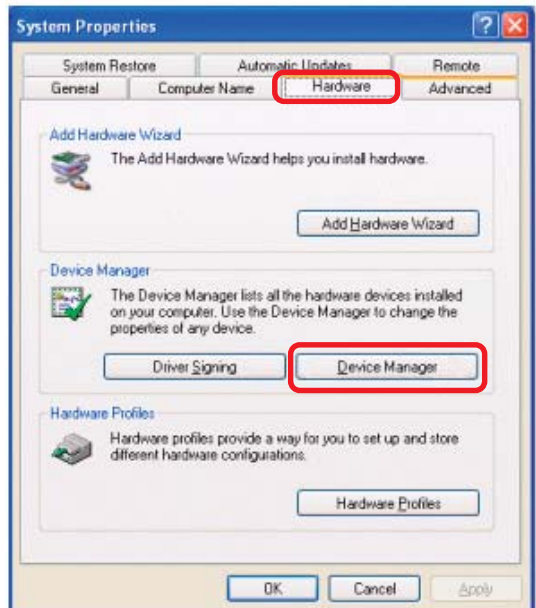 System Properties
System Restore Automatic Updates Remote
General Computer Name Hardware Advanced
Add Hardware Wizard
The Add Hardware Wizard helps you install hardware.
Add Hardware Wizard
Device Manager
The Device Manager lists all the hardware devices installed
on your computer. Use the Device Manager to change the
properties of any device.
Driver Signing Device Manager
Hardware Profiles
Hardware profiles provide a way for you to set up and store
different hardware configurations.
Hardware Profiles
OK Cancel Apply